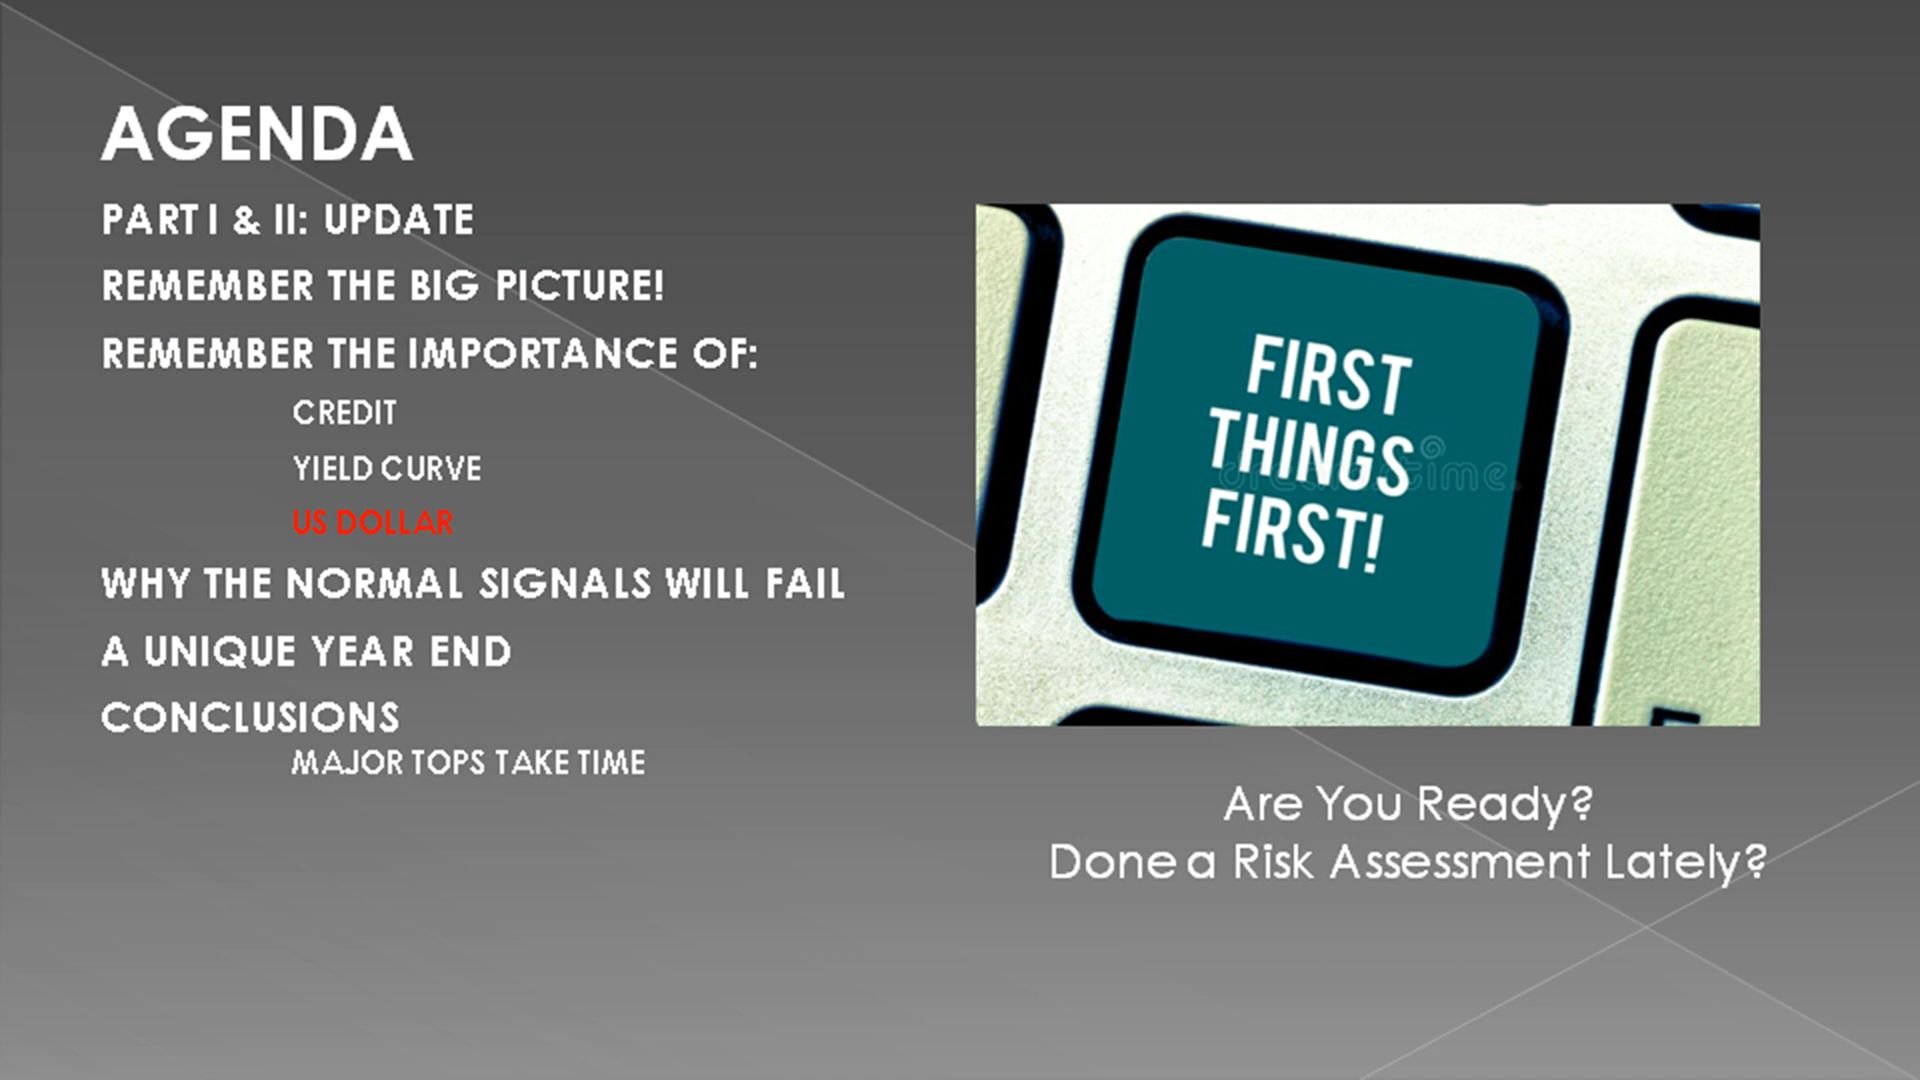 AGENDA
PART I & II: UPDATE
REMEMBER THE BIG PICTURE!
REMEMBER THE IMPORTANCE OF:
CREDIT
YIELD CURVE
US DOLLAR
WHY THE NORMAL SIGNALS WILL FAIL
A UNIQUE YEAR END
CONCLUSIONS
MAJOR TOPS TAKE TIME
FIRST
THINGS
FIRST!
Are You Ready?
Done a Risk Assessment Lately?